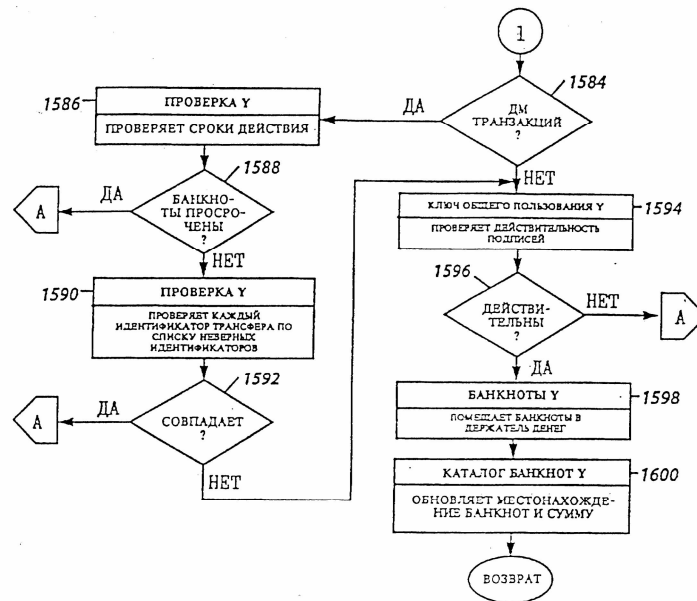 1
1584
ДМ
ТРАНЗАКЦИЙ
?
ДА
НЕТ
1586
ПРОВЕРКА Y
ПРОВЕРЯЕТ СРОКИ ДЕЙСТВИЯ
1588
БАНКНО-
ТЫ ПРОСРО-
ЧЕНЫ
?
ДА
А
НЕТ
1590
ПРОВЕРКА Y
ПРОВЕРЯЕТ КАЖДЫЙ
ИДЕНТИФИКАТОР ТРАНСФЕРА ПО
СПИСКУ НЕВЕРНЫХ
ИДЕНТИФИКАТОРОВ
1592
СОВПАДАЕТ
?
ДА
А
НЕТ
КЛЮЧ ОБЩЕГО ПОЛЬЗОВАНИЯ Y
1594
ПРОВЕРЯЕТ ДЕЙСТВИТЕЛЬНОСТЬ
ПОДПИСЕЙ
1596
ДЕЙСТВИ-
ТЕЛЬНЫ
?
НЕТ
А
ДА
БАНКНОТЫ Y
1598
ПОМЕЩАЕТ БАНКНОТЫ В
ДЕРЖАТЕЛЬ ДЕНЕГ
КАТАЛОГ БАНКНОТ Y
1600
ОБНОВЛЯЕТ МЕСТОНАХОЖДЕ-
НИЕ БАНКНОТ И СУММУ
ВОЗВРАТ